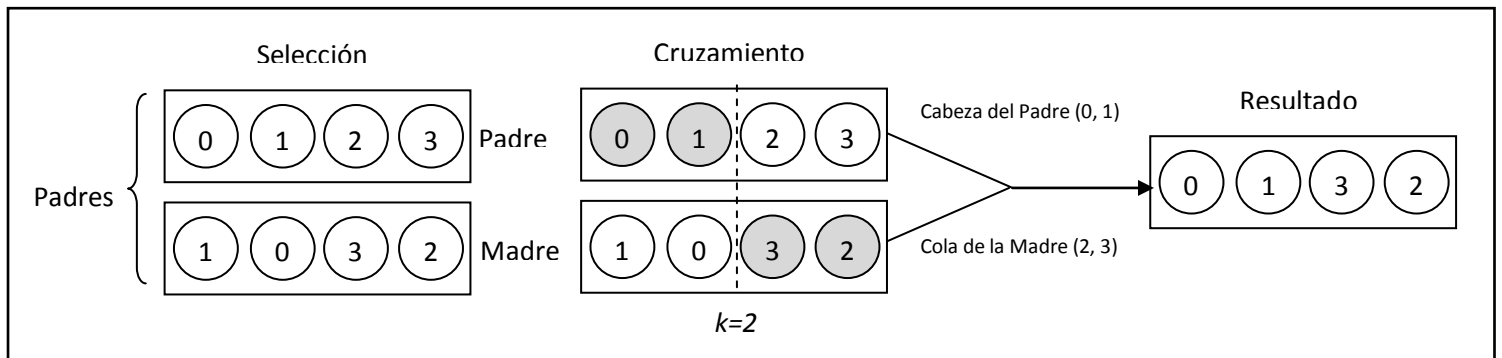 Selección
Cruzamiento
Resultado
Padres
0 1 2 3 Padre
1 0 3 2 Madre
0 1 2 3
1 0 3 2
k=2
Cabeza del Padre (0, 1)
Cola de la Madre (2, 3)
0 1 3 2